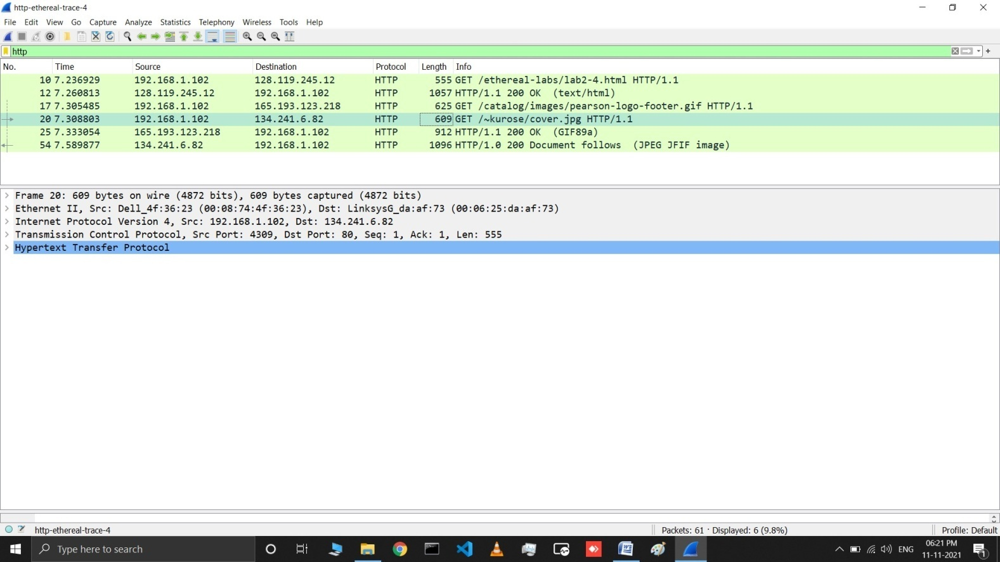 http-ethereal-trace-4
File Edit View Go Capture Analyze Statistics Telephony Wireless Tools Help
http
No. Time Source Destination Protocol Length Info
10 7.236929 192.168.1.102 128.119.245.12 HTTP 555 GET /ethereal-labs/lab2-4.html HTTP/1.1
12 7.260813 128.119.245.12 192.168.1.102 HTTP 1057 HTTP/1.1 200 OK (text/html)
17 7.305485 192.168.1.102 165.193.123.218 HTTP 625 GET /catalog/images/pearson-logo-footer.gif HTTP/1.1
20 7.308803 192.168.1.102 134.241.6.82 HTTP 609 GET /~kurose/cover.jpg HTTP/1.1
25 7.333054 165.193.123.218 192.168.1.102 HTTP 912 HTTP/1.1 200 OK (GIF89a)
54 7.589877 134.241.6.82 192.168.1.102 HTTP 1096 HTTP/1.0 200 Document follows (JPEG JFIF image)
Frame 20: 609 bytes on wire (4872 bits), 609 bytes captured (4872 bits)
Ethernet II, Src: Dell_4f:36:23 (00:08:74:4f:36:23), Dst: LinksysG_da:af:73 (00:06:25:da:af:73)
Internet Protocol Version 4, Src: 192.168.1.102, Dst: 134.241.6.82
Transmission Control Protocol, Src Port: 4309, Dst Port: 80, Seq: 1, Ack: 1, Len: 555
Hypertext Transfer Protocol
http-ethereal-trace-4 Packets: 61 · Displayed: 6 (9.8%) Profile: Default
Type here to search ENG 06:21 PM
11-11-2021 1